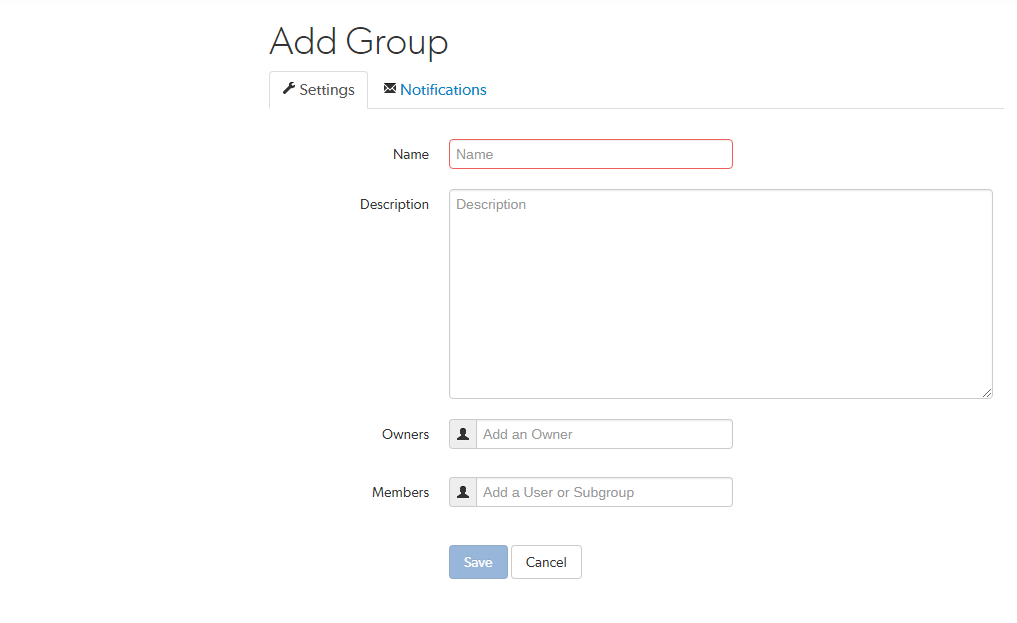 Add Group
Settings Notifications
Name Name
Description Description
Owners Add an Owner
Members Add a User or Subgroup
Save Cancel